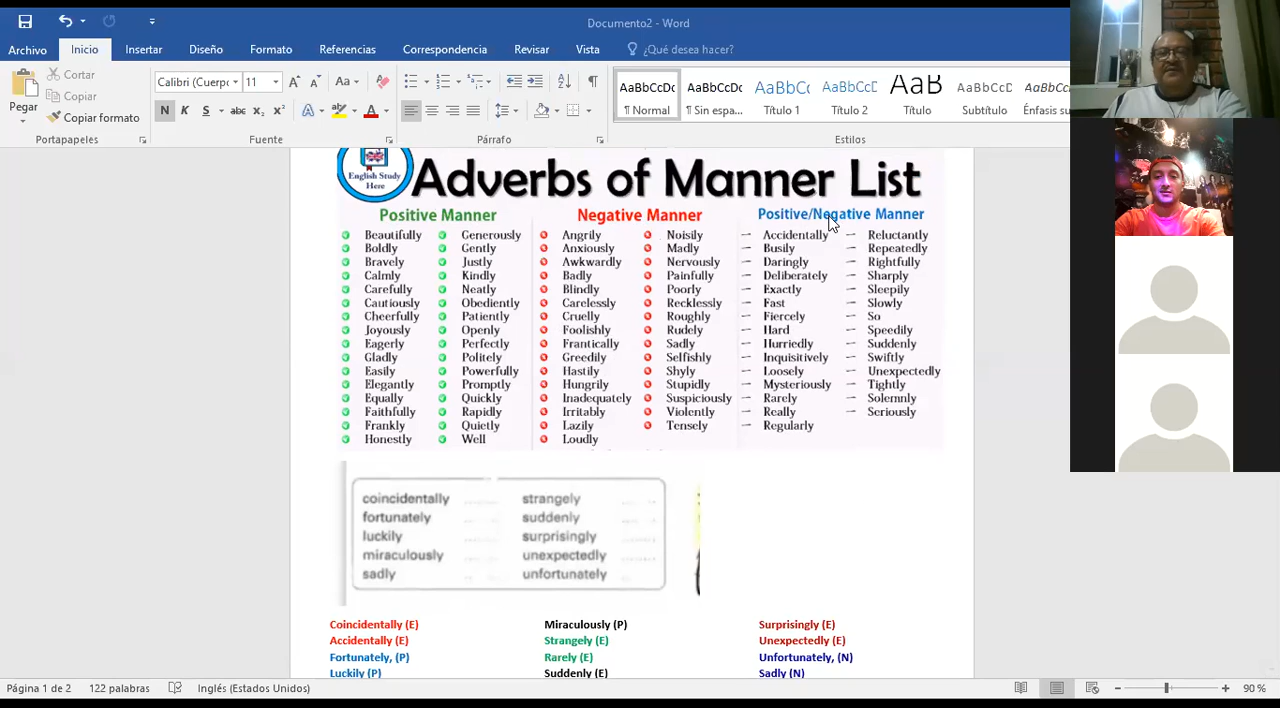 Documento2 - Word
Archivo Inicio Insertar Diseño Formato Referencias Correspondencia Revisar Vista ¿Qué desea hacer?
Pegar
Cortar
Copiar
Copiar formato
Portapapeles
Calibri (Cuerpo 11
Aa
N K S abc x₂ x²
A A
Fuente
Párrafo
AaBbCcDc AaBbCcDc AaBbCc AaBbCcD AaB AaBbCcD AaBbCcDc
¶ Normal ¶ Sin espa... Título 1 Título 2 Título Subtítulo Énfasis su
Estilos
English Study
Here
Adverbs of Manner List
Positive Manner Negative Manner Positive/Negative Manner
Beautifully Generously Angrily Noisily Accidentally Reluctantly
Boldly Gently Anxiously Madly Busily Repeatedly
Bravely Justly Awkwardly Nervously Daringly Rightfully
Calmly Kindly Badly Painfully Deliberately Sharply
Carefully Neatly Blindly Poorly Exactly Sleepily
Cautiously Obediently Carelessly Recklessly Fast Slowly
Cheerfully Patiently Cruelly Roughly Fiercely So
Joyously Openly Foolishly Rudely Hard Speedily
Eagerly Perfectly Frantically Sadly Hurriedly Suddenly
Gladly Politely Greedily Selfishly Inquisitively Swiftly
Easily Powerfully Hastily Shyly Loosely Unexpectedly
Elegantly Promptly Hungrily Stupidly Mysteriously Tightly
Equally Quickly Inadequately Suspiciously Rarely Solemnly
Faithfully Rapidly Irritably Violently Really Seriously
Frankly Quietly Lazily Tensely Regularly
Honestly Well Loudly
coincidentally strangely
fortunately suddenly
luckily surprisingly
miraculously unexpectedly
sadly unfortunately
Coincidentally (E) Miraculously (P) Surprisingly (E)
Accidentally (E) Strangely (E) Unexpectedly (E)
Fortunately, (P) Rarely (E) Unfortunately, (N)
Luckily (P) Suddenly (E) Sadly (N)
Página 1 de 2 122 palabras Inglés (Estados Unidos) 90 %